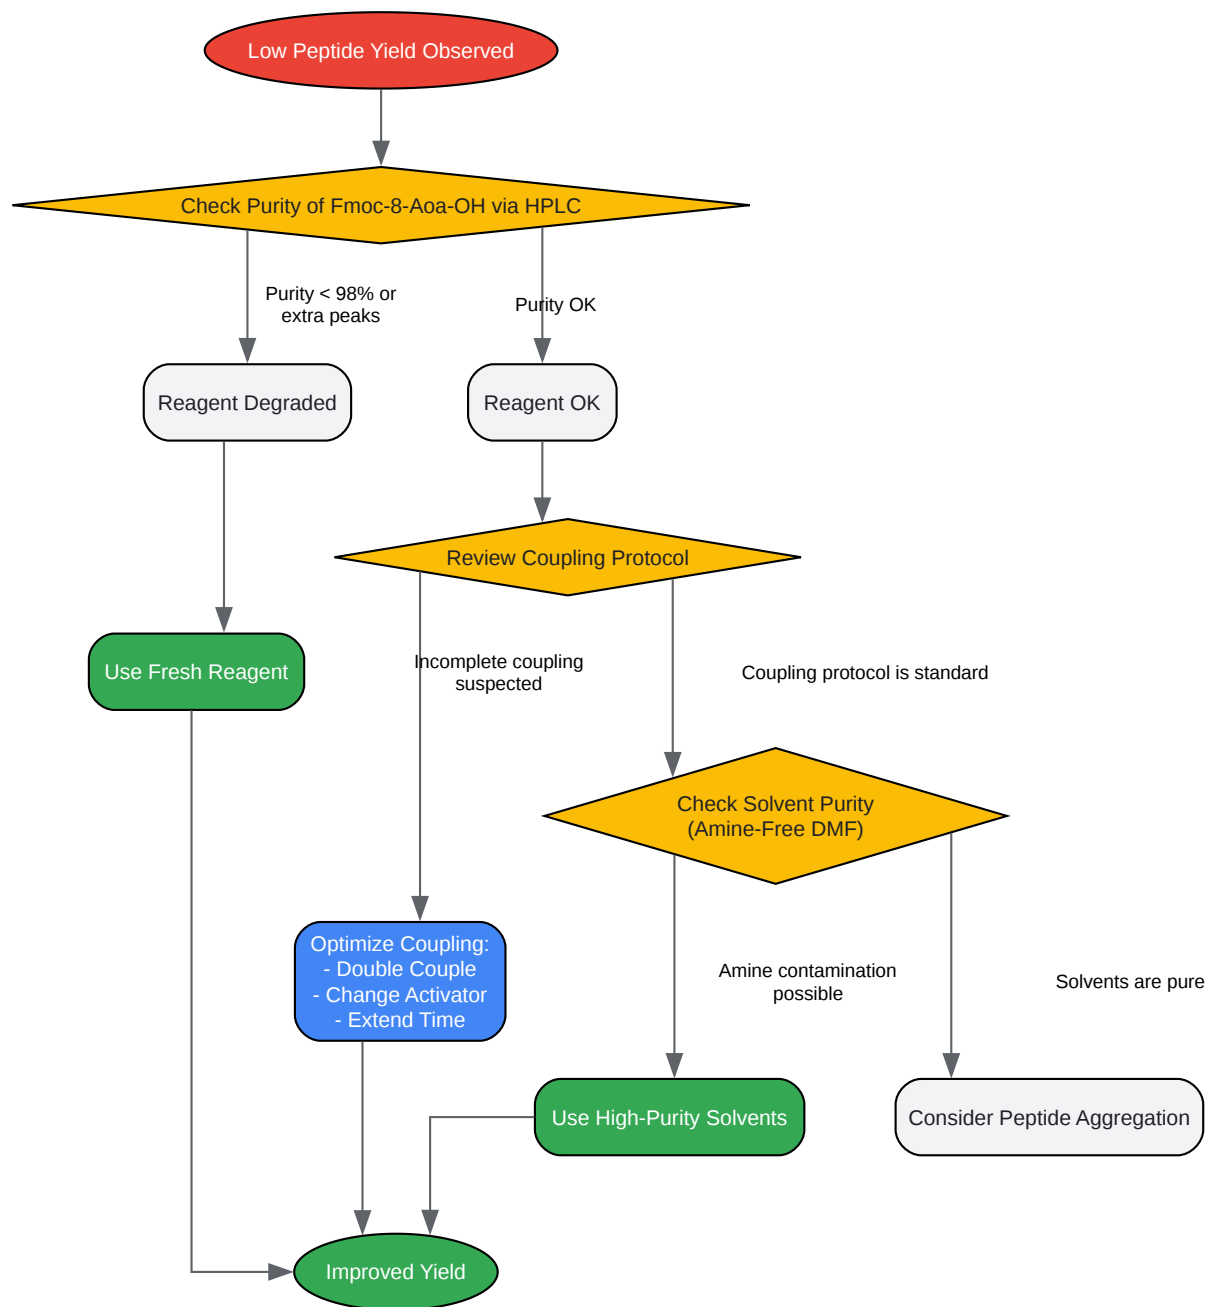 Low Peptide Yield Observed
Check Purity of Fmoc-8-Aoa-OH via HPLC
Purity < 98% or
extra peaks
Purity OK
Reagent Degraded
Reagent OK
Review Coupling Protocol
Use Fresh Reagent
Incomplete coupling
suspected
Coupling protocol is standard
Check Solvent Purity
(Amine-Free DMF)
Optimize Coupling:
- Double Couple
- Change Activator
- Extend Time
Amine contamination
possible
Solvents are pure
Use High-Purity Solvents
Consider Peptide Aggregation
Improved Yield